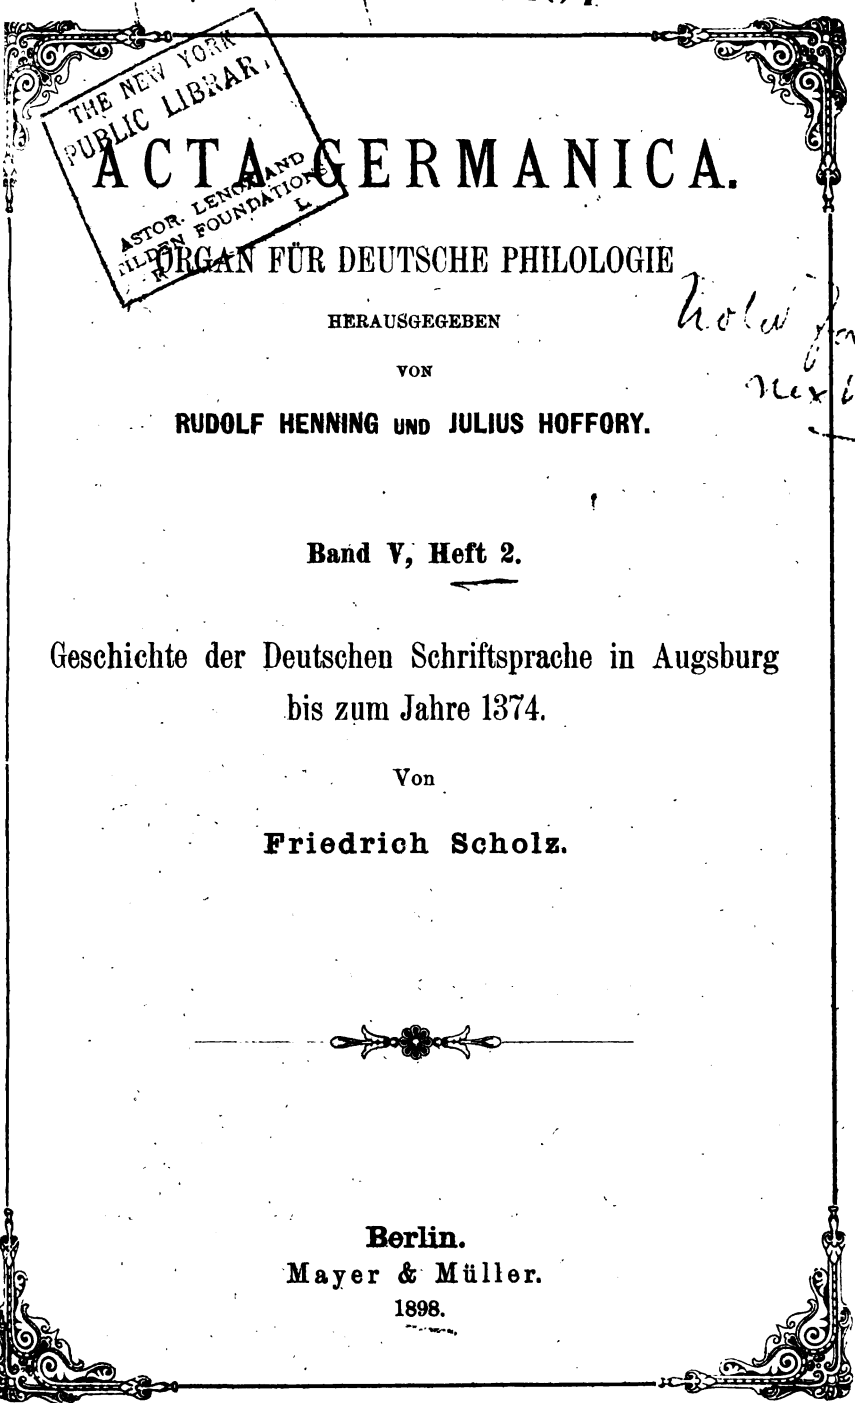 THE NEW YORK
PUBLIC LIBRARY
ASTOR, LENOX AND
TILDEN FOUNDATIONS
R L
ACTA GERMANICA.
ORGAN FÜR DEUTSCHE PHILOLOGIE
HERAUSGEGEBEN
VON
RUDOLF HENNING UND JULIUS HOFFORY.
Band V, Heft 2.
Geschichte der Deutschen Schriftsprache in Augsburg
bis zum Jahre 1374.
Von
Friedrich Scholz.
Berlin.
Mayer & Müller.
1898.